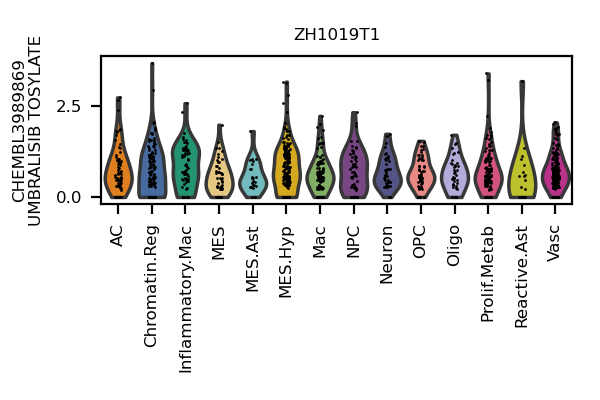 ZH1019T1
CHEMBL3989869
UMBRALISIB TOSYLATE
2.5
0.0
AC
Chromatin.Reg
Inflammatory.Mac
MES
MES.Ast
MES.Hyp
Mac
NPC
Neuron
OPC
Oligo
Prolif.Metab
Reactive.Ast
Vasc